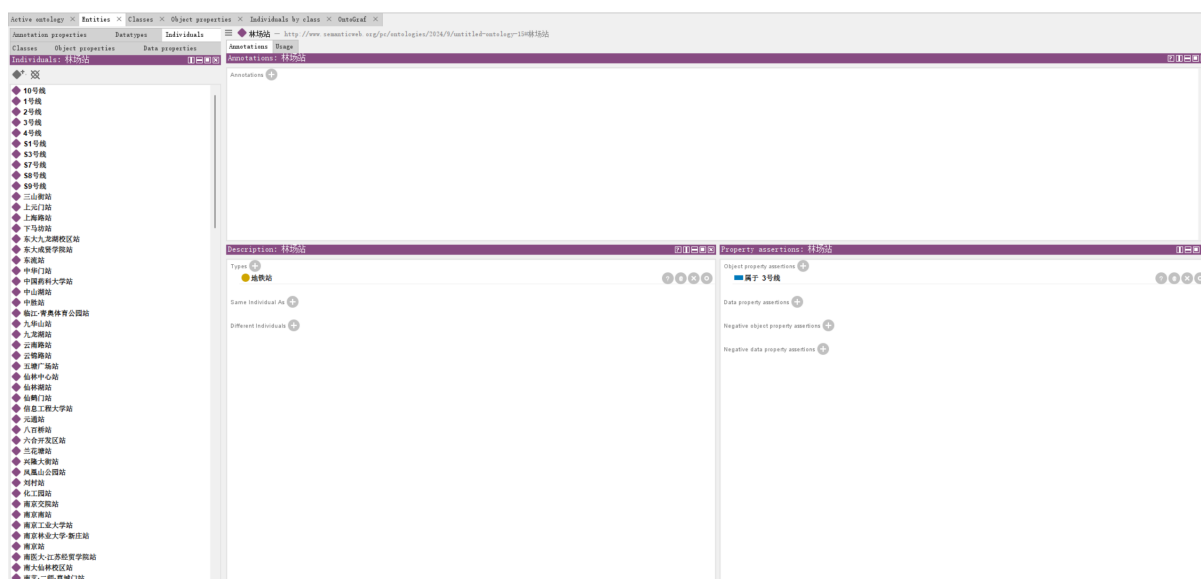 Active ontology × Entities × Classes × Object properties × Individuals by class × OntoGraf ×
Annotation properties Datatypes Individuals
Classes Object properties Data properties
Individuals: 林场站
10号线
1号线
2号线
3号线
4号线
S1号线
S3号线
S7号线
S8号线
S9号线
三山街站
上元门站
上海路站
下马坊站
东大九龙湖校区站
东大成贤学院站
东流站
中华门站
中国药科大学站
中山湖站
中胜站
临江·青奥体育公园站
九华山站
九龙湖站
云南路站
云锦路站
五塘广场站
仙林中心站
仙林湖站
仙鹤门站
信息工程大学站
元通站
八百桥站
六合开发区站
兰花塘站
兴隆大街站
凤凰山公园站
刘村站
化工园站
南京交院站
南京南站
南京工业大学站
南京林业大学·新庄站
南京站
南医大·江苏经贸学院站
南大仙林校区站
林场站 — http://www.semanticweb.org/pc/ontologies/2024/9/untitled-ontology-15#林场站
Annotations Usage
Annotations: 林场站
Annotations
Description: 林场站
Types
地铁站
Same Individual As
Different Individuals
Property assertions: 林场站
Object property assertions
属于 3号线
Data property assertions
Negative object property assertions
Negative data property assertions